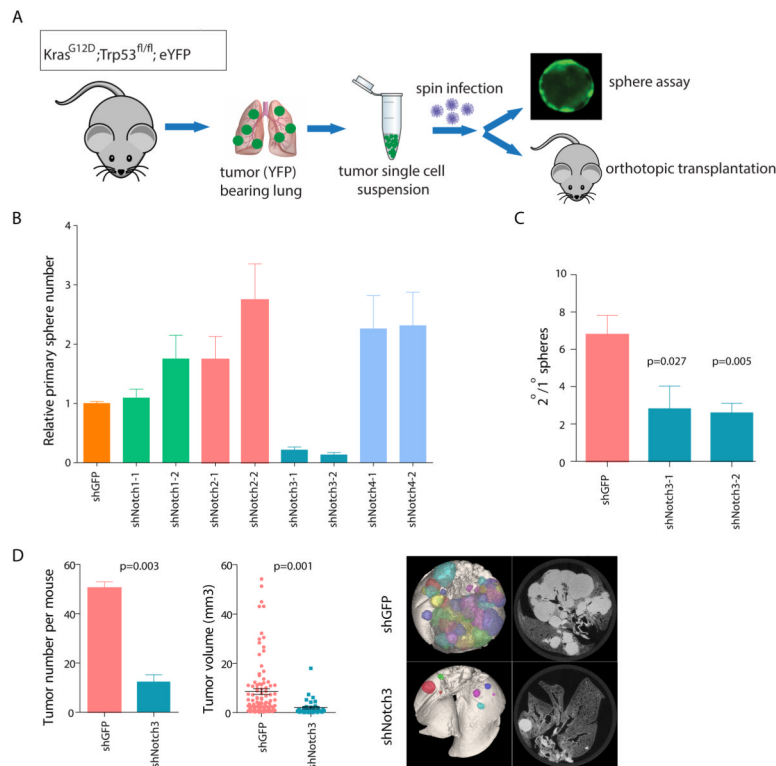 A
Kras^G12D;Trp53^fl/fl; eYFP
spin infection
sphere assay
tumor (YFP)
bearing lung
tumor single cell
suspension
orthotopic transplantation
B
Relative primary sphere number
4
3
2
1
0
shGFP
shNotch1-1
shNotch1-2
shNotch2-1
shNotch2-2
shNotch3-1
shNotch3-2
shNotch4-1
shNotch4-2
C
2°/1° spheres
10
8
6
4
2
0
p=0.027
p=0.005
shGFP
shNotch3-1
shNotch3-2
D
Tumor number per mouse
60
40
20
0
p=0.003
shGFP
shNotch3
Tumor volume (mm3)
60
40
20
0
p=0.001
shGFP
shNotch3
shGFP
shNotch3